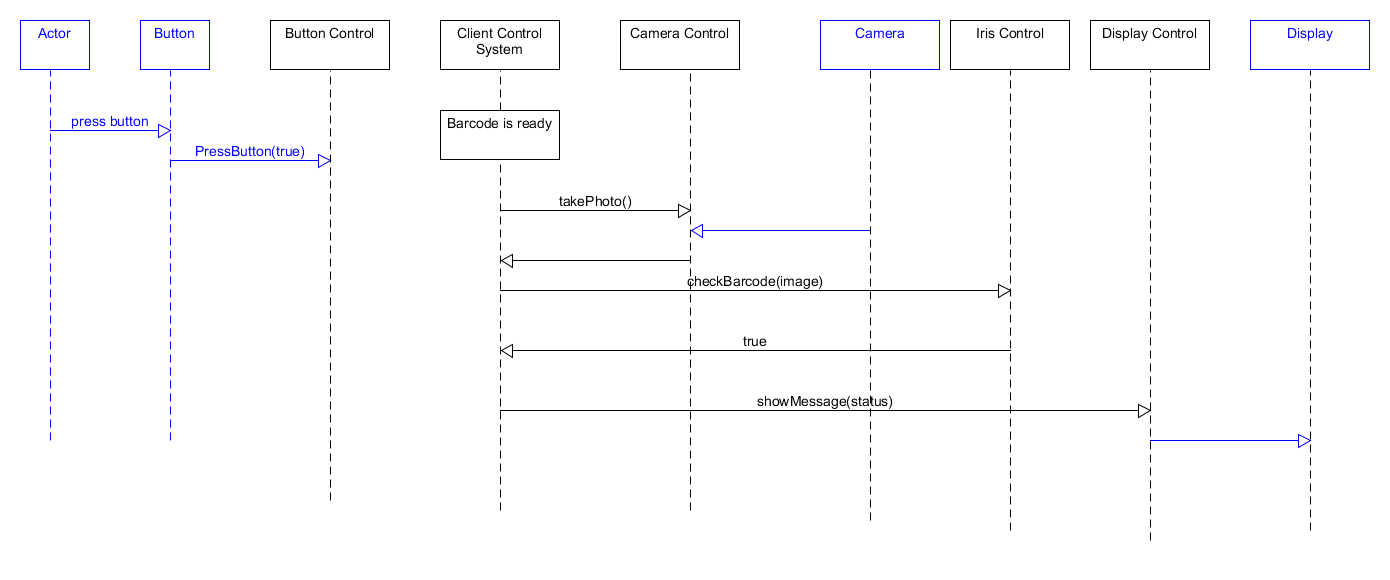 Actor
Button
Button Control
Client Control
System
Camera Control
Camera
Iris Control
Display Control
Display
press button
Barcode is ready
PressButton(true)
takePhoto()
checkBarcode(image)
true
showMessage(status)